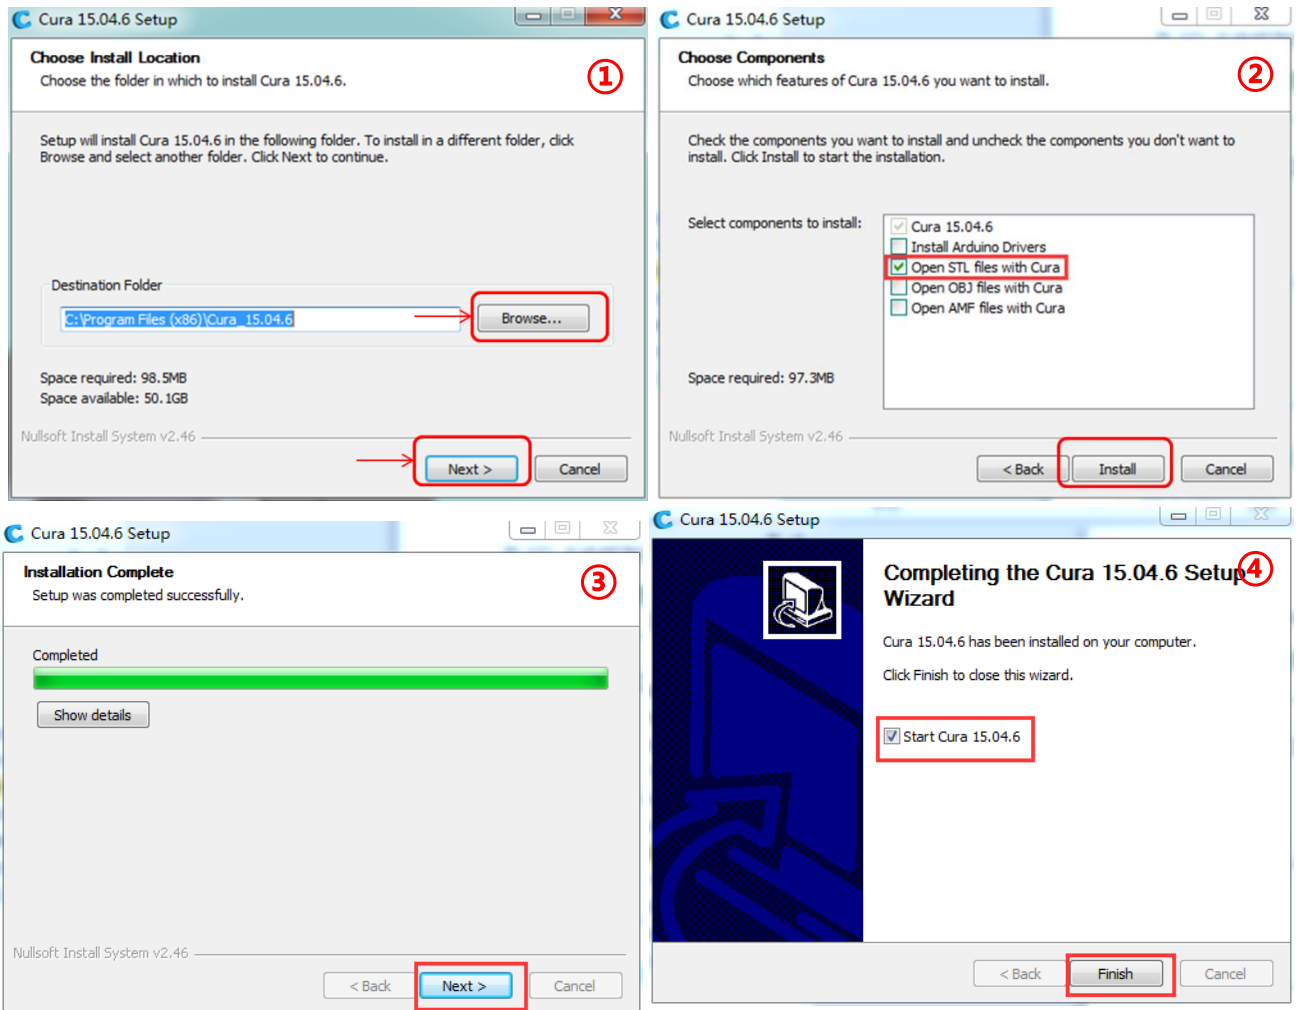 Cura 15.04.6 Setup
Choose Install Location
Choose the folder in which to install Cura 15.04.6.
①
Setup will install Cura 15.04.6 in the following folder. To install in a different folder, click
Browse and select another folder. Click Next to continue.
Destination Folder
C:\Program Files (x86)\Cura_15.04.6
Browse...
Space required: 98.5MB
Space available: 50.1GB
Nullsoft Install System v2.46
Next >
Cancel
Cura 15.04.6 Setup
Choose Components
Choose which features of Cura 15.04.6 you want to install.
②
Check the components you want to install and uncheck the components you don't want to
install. Click Install to start the installation.
Select components to install:
Cura 15.04.6
Install Arduino Drivers
Open STL files with Cura
Open OBJ files with Cura
Open AMF files with Cura
Space required: 97.3MB
Nullsoft Install System v2.46
< Back
Install
Cancel
Cura 15.04.6 Setup
Installation Complete
Setup was completed successfully.
③
Completed
Show details
Nullsoft Install System v2.46
< Back
Next >
Cancel
Cura 15.04.6 Setup
Completing the Cura 15.04.6 Setup
Wizard
④
Cura 15.04.6 has been installed on your computer.
Click Finish to close this wizard.
Start Cura 15.04.6
< Back
Finish
Cancel